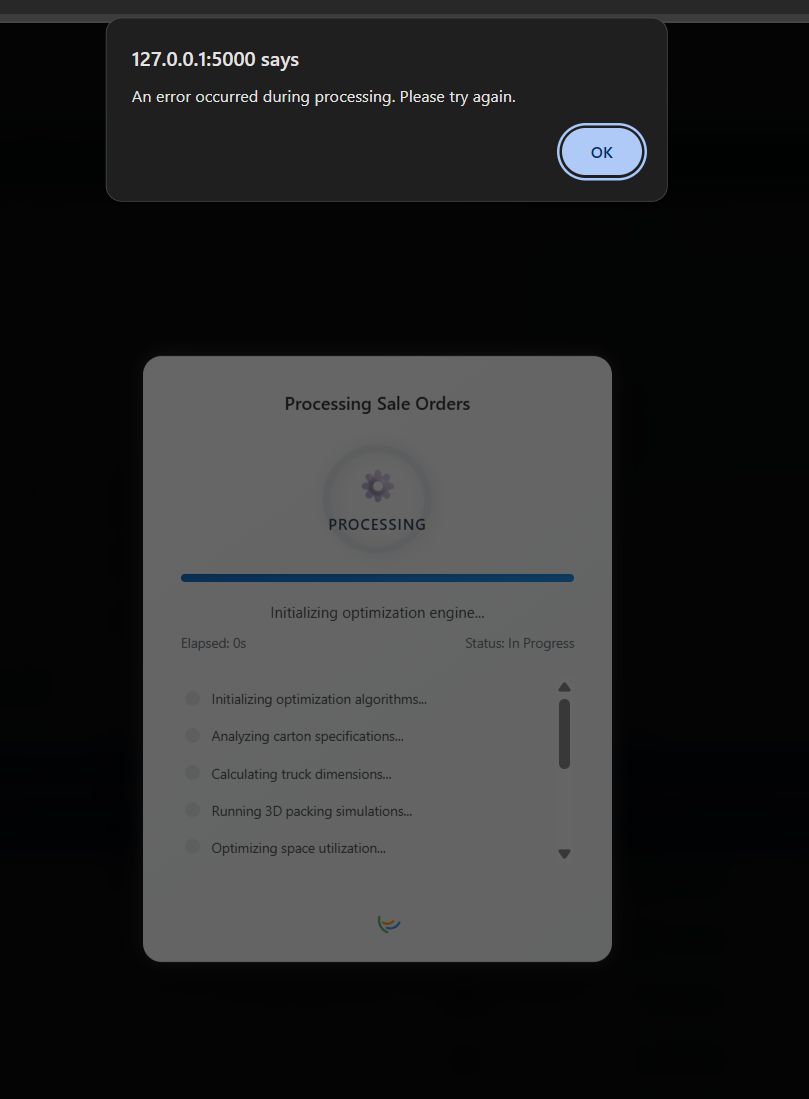 127.0.0.1:5000 says
An error occurred during processing. Please try again.
OK
Processing Sale Orders
PROCESSING
Initializing optimization engine...
Elapsed: 0s
Status: In Progress
Initializing optimization algorithms...
Analyzing carton specifications...
Calculating truck dimensions...
Running 3D packing simulations...
Optimizing space utilization...